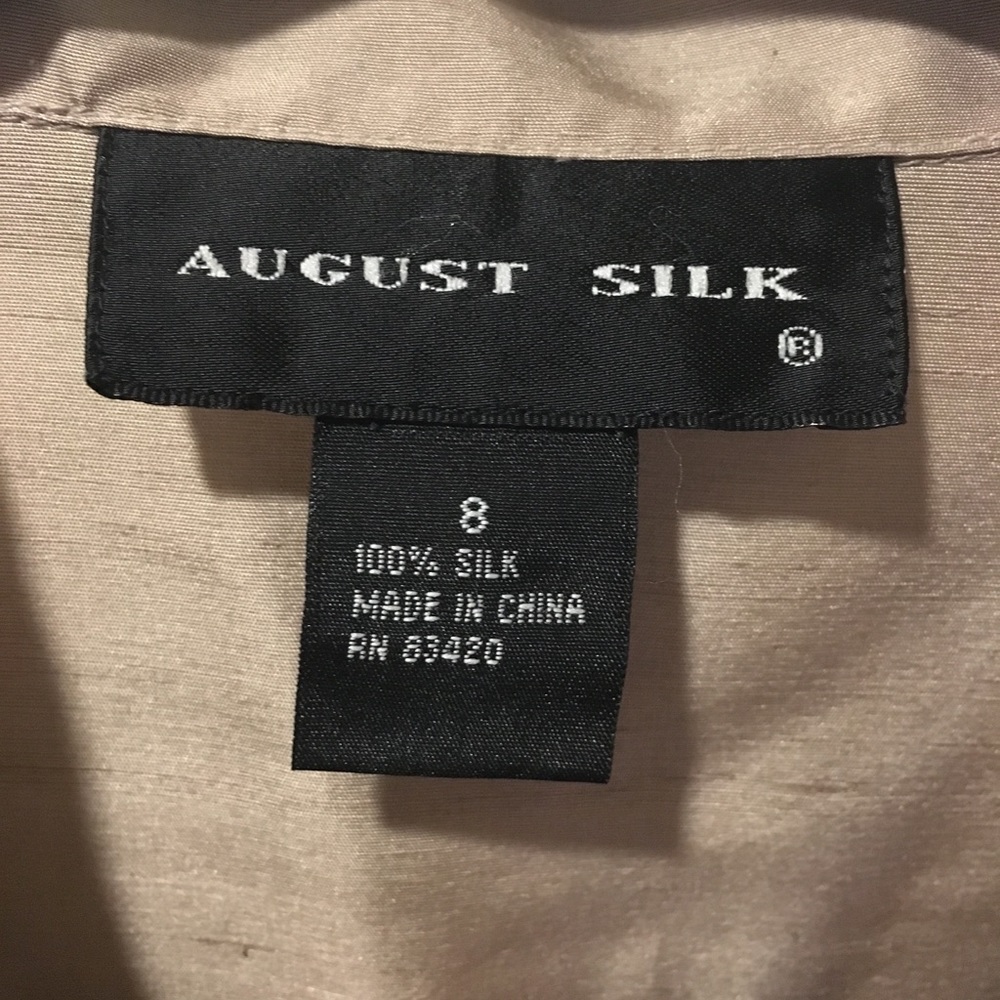 AUGUST SILK
®
8
100% SILK
MADE IN CHINA
RN 83420